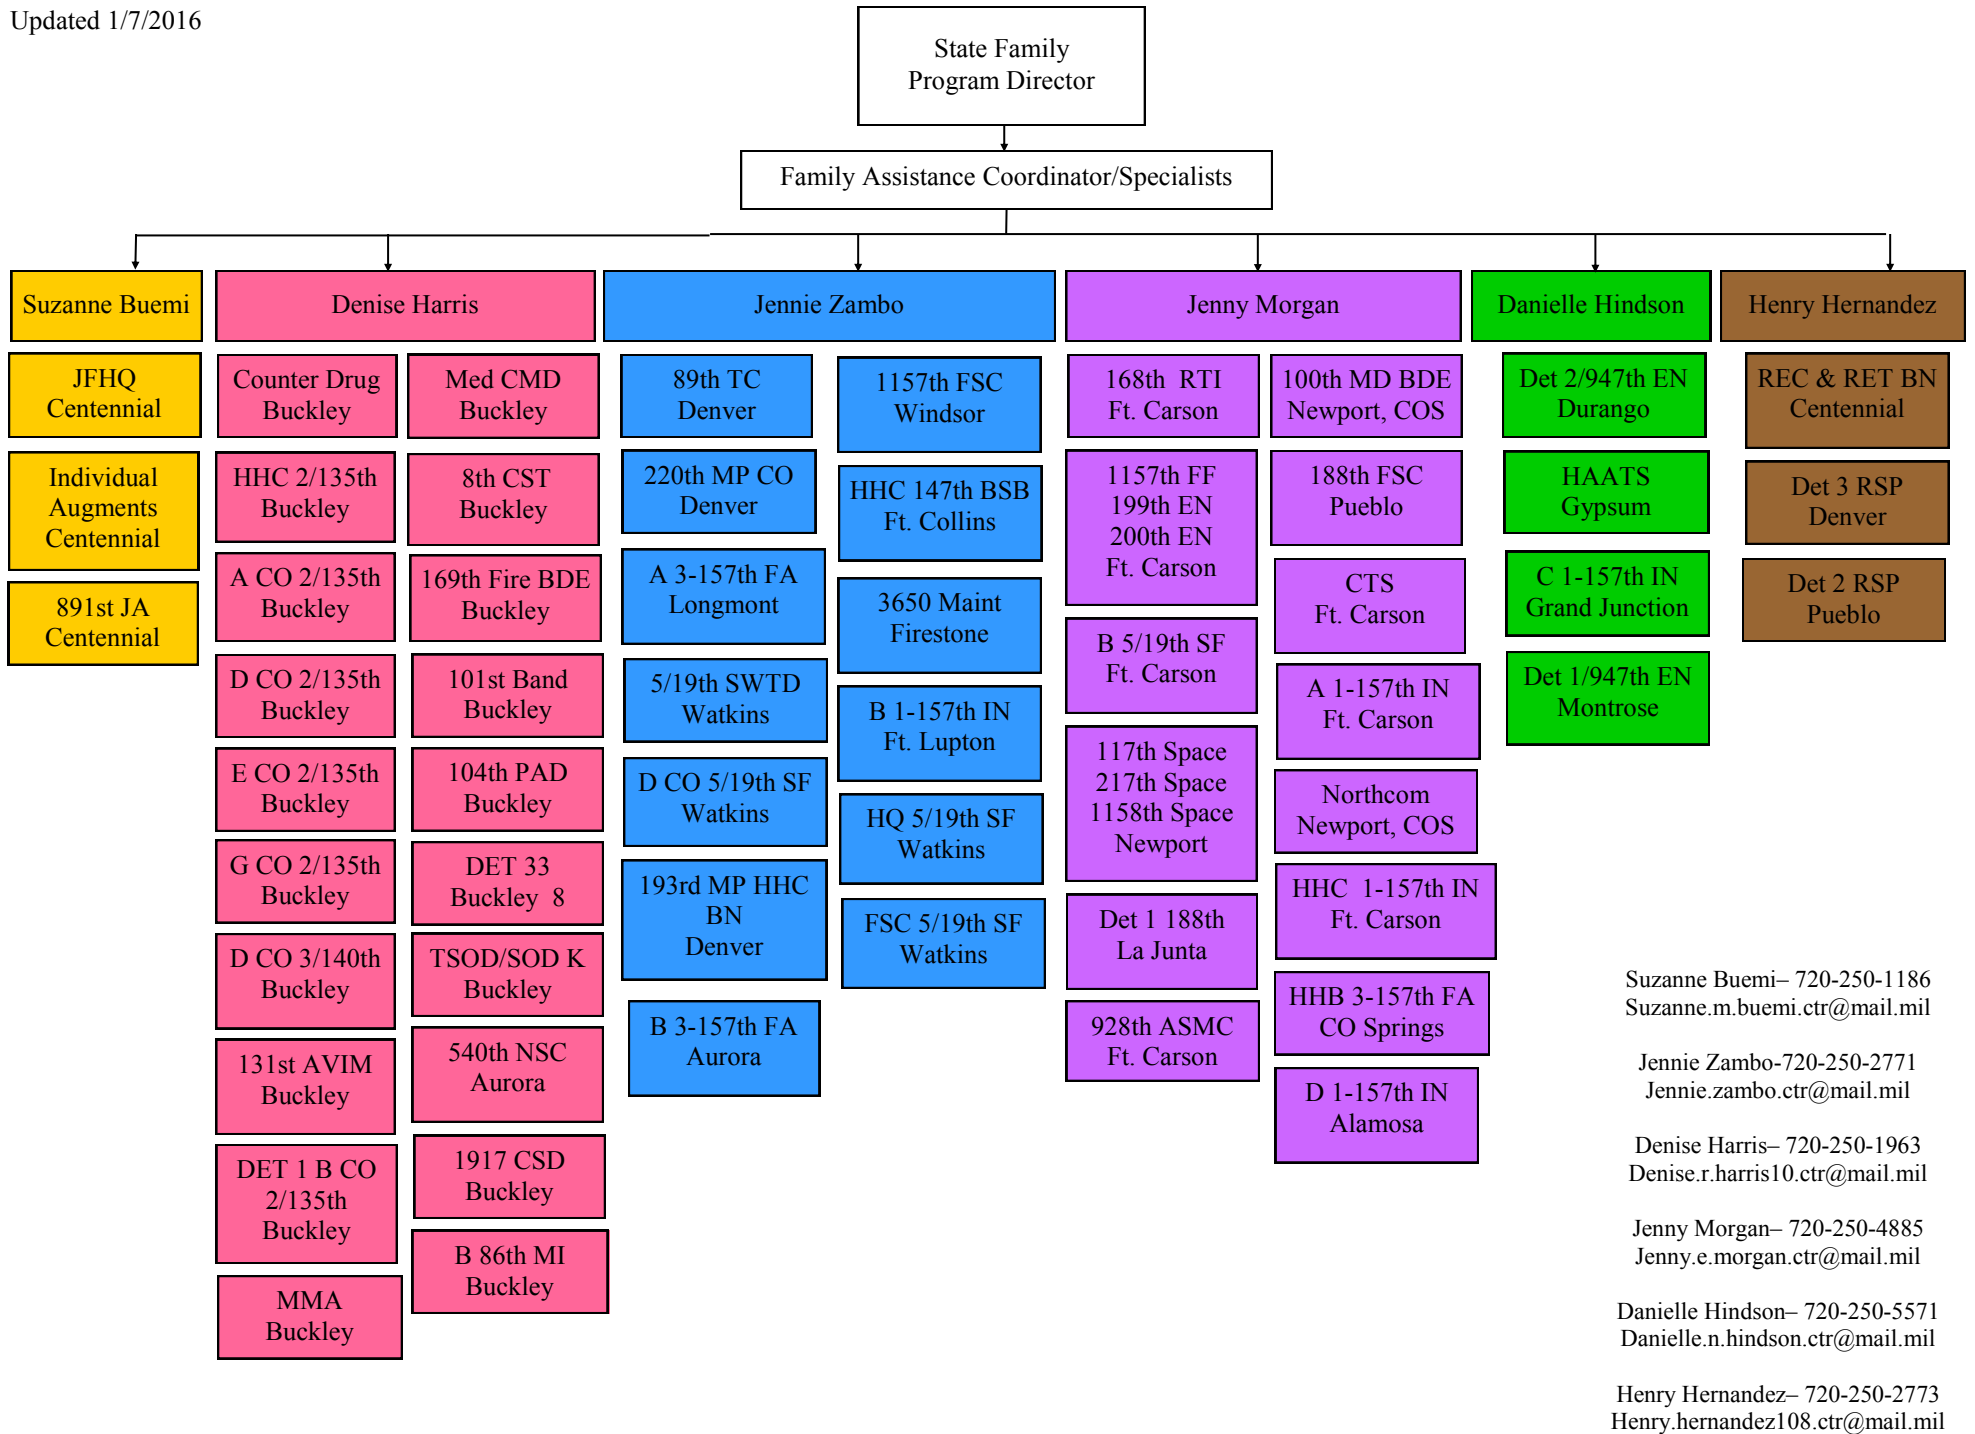 Updated 1/7/2016
State Family
Program Director
Family Assistance Coordinator/Specialists
Suzanne Buemi
Denise Harris
Jennie Zambo
Jenny Morgan
Danielle Hindson
Henry Hernandez
JFHQ
Centennial
Individual
Augments
Centennial
891st JA
Centennial
Counter Drug
Buckley
HHC 2/135th
Buckley
A CO 2/135th
Buckley
D CO 2/135th
Buckley
E CO 2/135th
Buckley
G CO 2/135th
Buckley
D CO 3/140th
Buckley
131st AVIM
Buckley
DET 1 B CO
2/135th
Buckley
MMA
Buckley
Med CMD
Buckley
8th CST
Buckley
169th Fire BDE
Buckley
101st Band
Buckley
104th PAD
Buckley
DET 33
Buckley  8
TSOD/SOD K
Buckley
540th NSC
Aurora
1917 CSD
Buckley
B 86th MI
Buckley
89th TC
Denver
220th MP CO
Denver
A 3-157th FA
Longmont
5/19th SWTD
Watkins
D CO 5/19th SF
Watkins
193rd MP HHC
BN
Denver
B 3-157th FA
Aurora
1157th FSC
Windsor
HHC 147th BSB
Ft. Collins
3650 Maint
Firestone
B 1-157th IN
Ft. Lupton
HQ 5/19th SF
Watkins
FSC 5/19th SF
Watkins
168th  RTI
Ft. Carson
1157th FF
199th EN
200th EN
Ft. Carson
B 5/19th SF
Ft. Carson
117th Space
217th Space
1158th Space
Newport
Det 1 188th
La Junta
928th ASMC
Ft. Carson
100th MD BDE
Newport, COS
188th FSC
Pueblo
CTS
Ft. Carson
A 1-157th IN
Ft. Carson
Northcom
Newport, COS
HHC  1-157th IN
Ft. Carson
HHB 3-157th FA
CO Springs
D 1-157th IN
Alamosa
Det 2/947th EN
Durango
HAATS
Gypsum
C 1-157th IN
Grand Junction
Det 1/947th EN
Montrose
REC & RET BN
Centennial
Det 3 RSP
Denver
Det 2 RSP
Pueblo
Suzanne Buemi– 720-250-1186
Suzanne.m.buemi.ctr@mail.mil
Jennie Zambo-720-250-2771
Jennie.zambo.ctr@mail.mil
Denise Harris– 720-250-1963
Denise.r.harris10.ctr@mail.mil
Jenny Morgan– 720-250-4885
Jenny.e.morgan.ctr@mail.mil
Danielle Hindson– 720-250-5571
Danielle.n.hindson.ctr@mail.mil
Henry Hernandez– 720-250-2773
Henry.hernandez108.ctr@mail.mil